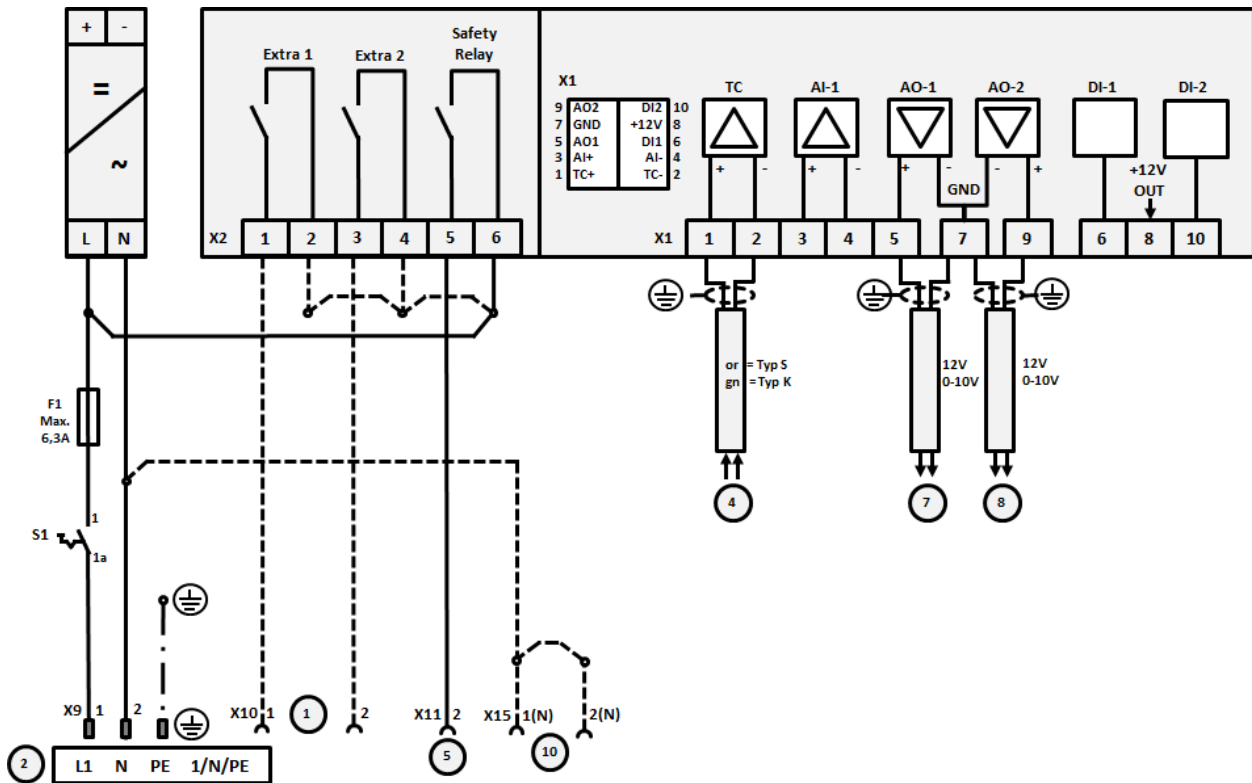 + -
=
~
L N
Extra 1
Extra 2
Safety
Relay
X2 1 2 3 4 5 6
X1
9 AO2 DI2 10
7 GND +12V 8
5 AO1 DI1 6
3 AI+ AI- 4
1 TC+ TC- 2
TC AI-1 AO-1 AO-2 DI-1 DI-2
+ - + - + - - +
GND
+12V
OUT
X1 1 2 3 4 5 7 9 6 8 10
or = Typ S
gn = Typ K
12V
0-10V
12V
0-10V
4 7 8
F1
Max.
6,3A
S1
1
1a
X9 1 2
X10 1 1 2
X11 2
X15 1(N) 2(N)
5
10
2
L1 N PE 1/N/PE